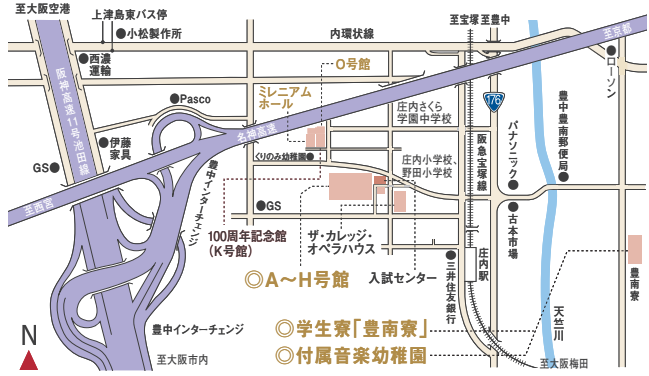 至大阪空港
上津島東バス停
小松製作所
西濃
運輸
内環状線
至宝塚
至豊中
至京都
ローソン
O号館
ミレニアム
ホール
阪神高速11号池田線
Pasco
伊藤
家具
GS
名神高速
庄内さくら
学園中学校
176
豊中豊南郵便局
パナソニック
阪急宝塚線
くりのみ幼稚園
庄内小学校、
野田小学校
至西宮
豊中インターチェンジ
GS
100周年記念館
(K号館)
ザ・カレッジ・
オペラハウス
古本市場
◎A〜H号館
入試センター
三井住友銀行
庄内駅
豊南寮
天竺川
N
豊中インターチェンジ
◎学生寮「豊南寮」
◎付属音楽幼稚園
至大阪市内
至大阪梅田